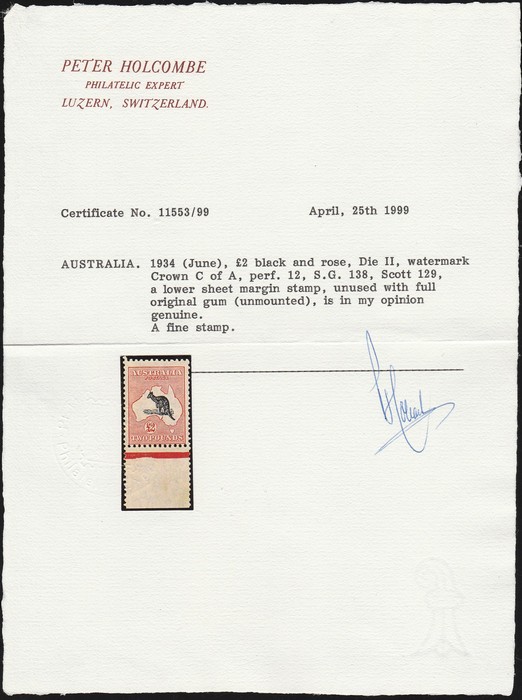 PETER HOLCOMBE
PHILATELIC EXPERT
LUZERN, SWITZERLAND.
Certificate No. 11553/99 April, 25th 1999
AUSTRALIA. 1934 (June), £2 black and rose, Die II, watermark
Crown C of A, perf. 12, S.G. 138, Scott 129,
a lower sheet margin stamp, unused with full
original gum (unmounted), is in my opinion
genuine.
A fine stamp.
AUSTRALIA
POSTAGE
£2
TWO POUNDS